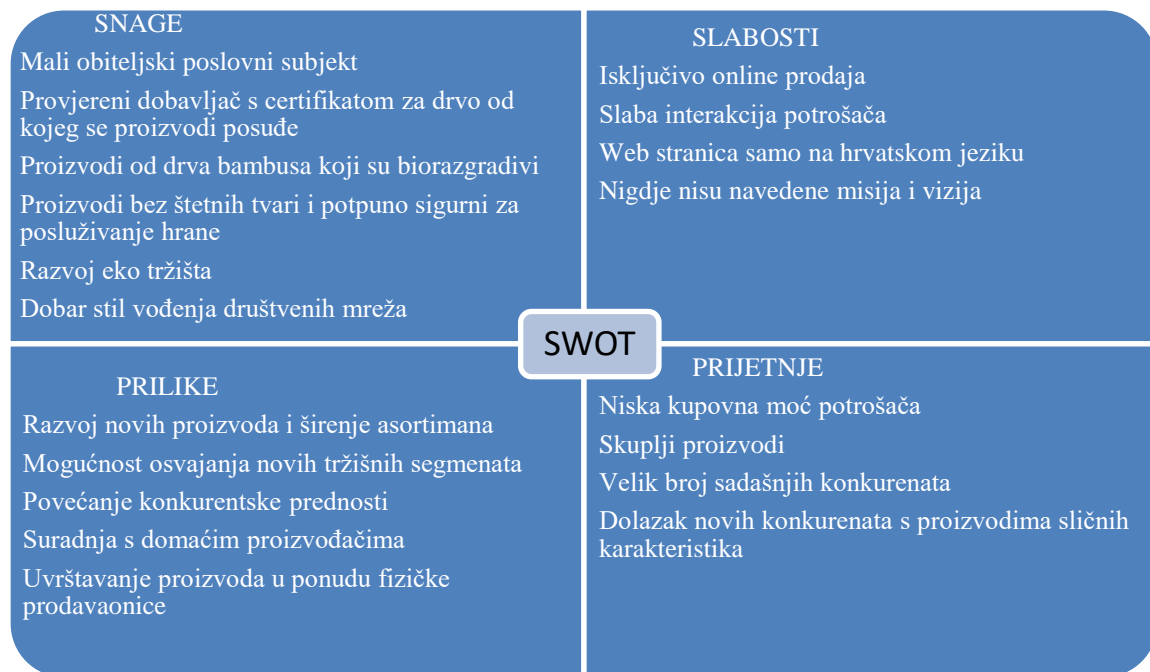 SNAGE
Mali obiteljski poslovni subjekt
Provjereni dobavljač s certifikatom za drvo od
kojeg se proizvodi posuđe
Proizvodi od drva bambusa koji su biorazgradivi
Proizvodi bez štetnih tvari i potpuno sigurni za
posluživanje hrane
Razvoj eko tržišta
Dobar stil vođenja društvenih mreža
SLABOSTI
Isključivo online prodaja
Slaba interakcija potrošača
Web stranica samo na hrvatskom jeziku
Nigdje nisu navedene misija i vizija
SWOT
PRILIKE
Razvoj novih proizvoda i širenje asortimana
Mogućnost osvajanja novih tržišnih segmenata
Povećanje konkurentske prednosti
Suradnja s domaćim proizvođačima
Uvrštavanje proizvoda u ponudu fizičke
prodavaonice
PRIJETNJE
Niska kupovna moć potrošača
Skuplji proizvodi
Velik broj sadašnjih konkurenata
Dolazak novih konkurenata s proizvodima sličnih
karakteristika